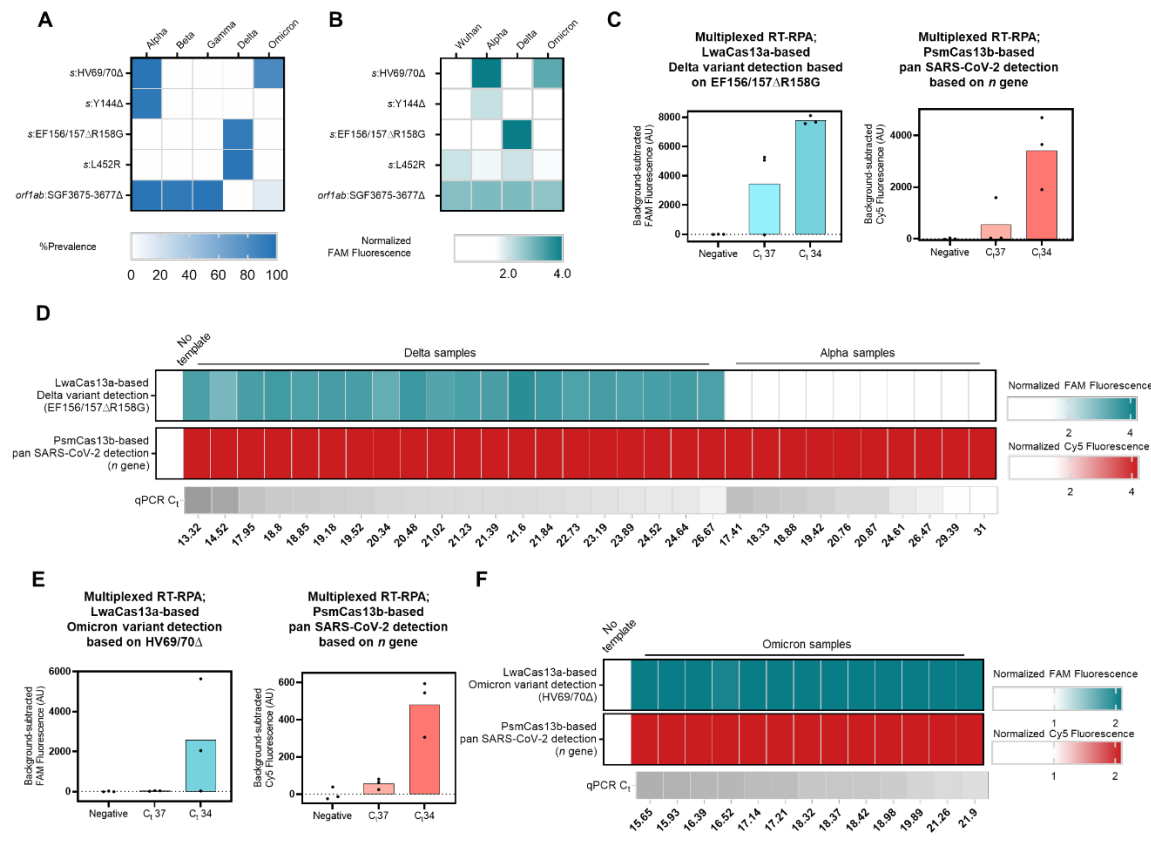 A
Alpha
Beta
Gamma
Delta
Omicron
s:HV69/70Δ
s:Y144Δ
s:EF156/157ΔR158G
s:L452R
orf1ab:SGF3675-3677Δ
%Prevalence
0 20 40 60 80 100
B
Wuhan
Alpha
Delta
Omicron
s:HV69/70Δ
s:Y144Δ
s:EF156/157ΔR158G
s:L452R
orf1ab:SGF3675-3677Δ
Normalized
FAM Fluorescence
2.0 4.0
C
Multiplexed RT-RPA;
LwaCas13a-based
Delta variant detection based
on EF156/157ΔR158G
Background-subtracted
FAM Fluorescence (AU)
8000
6000
4000
2000
0
Negative Ct 37 Ct 34
Multiplexed RT-RPA;
PsmCas13b-based
pan SARS-CoV-2 detection
based on n gene
Background-subtracted
Cy5 Fluorescence (AU)
4000
2000
0
Negative Ct37 Ct34
D
No
template
Delta samples
Alpha samples
LwaCas13a-based
Delta variant detection
(EF156/157ΔR158G)
PsmCas13b-based
pan SARS-CoV-2 detection
(n gene)
qPCR Ct
13.32 14.52 17.95 18.8 18.85 19.18 19.52 20.34 20.48 21.02 21.23 21.39 21.6 21.84 22.73 23.19 23.89 24.52 24.64 26.67 17.41 18.33 18.88 19.42 20.76 20.87 24.61 26.47 29.39 31
Normalized FAM Fluorescence
2 4
Normalized Cy5 Fluorescence
2 4
E
Multiplexed RT-RPA;
LwaCas13a-based
Omicron variant detection
based on HV69/70Δ
Background-subtracted
FAM Fluorescence (AU)
6000
4000
2000
0
Negative Ct 37 Ct 34
Multiplexed RT-RPA;
PsmCas13b-based
pan SARS-CoV-2 detection
based on n gene
Background-subtracted
Cy5 Fluorescence (AU)
600
400
200
0
Negative Ct37 Ct34
F
No
template
Omicron samples
LwaCas13a-based
Omicron variant detection
(HV69/70Δ)
PsmCas13b-based
pan SARS-CoV-2 detection
(n gene)
qPCR Ct
15.65 15.93 16.39 16.52 17.14 17.21 18.32 18.37 18.42 18.98 19.89 21.26 21.9
Normalized FAM Fluorescence
1 2
Normalized Cy5 Fluorescence
1 2